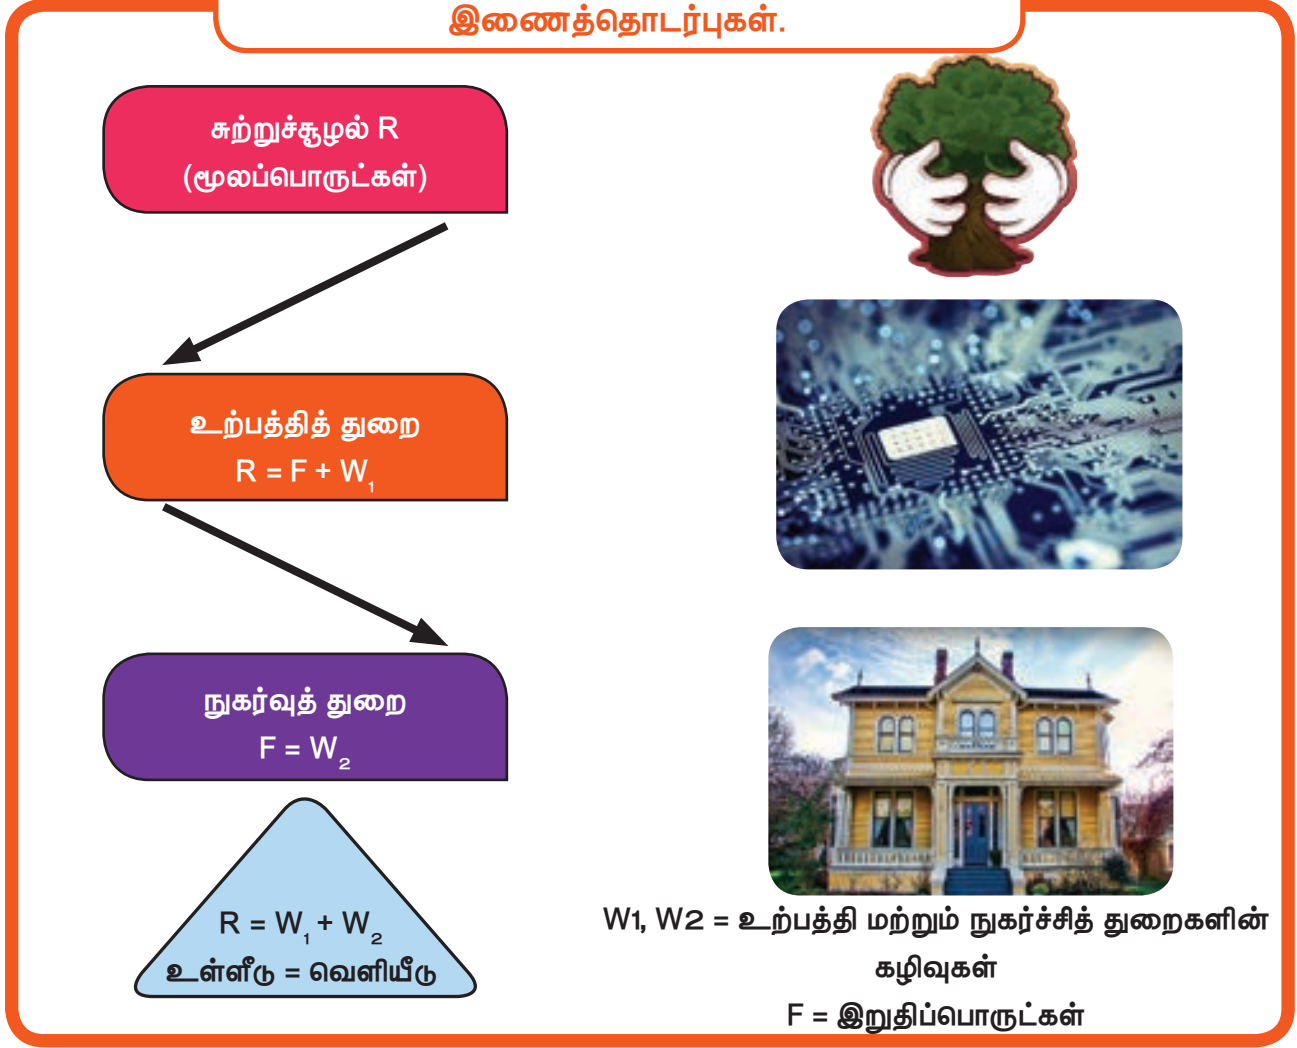 இணைத்தொடர்புகள்.
சுற்றுச்சூழல் R
(மூலப்பொருட்கள்)
உற்பத்தித் துறை
R = F + W₁
நுகர்வுத் துறை
F = W₂
R = W₁ + W₂
உள்ளீடு = வெளியீடு
W1, W2 = உற்பத்தி மற்றும் நுகர்ச்சித் துறைகளின்
கழிவுகள்
F = இறுதிப்பொருட்கள்